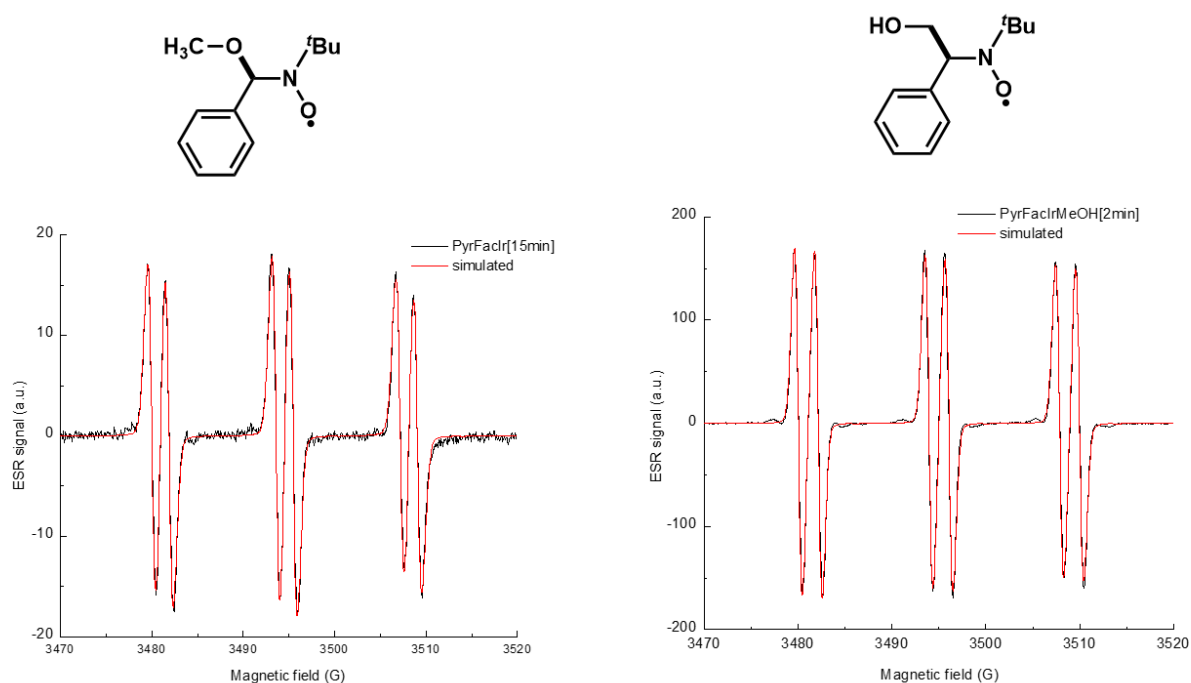 H₃C O ᵗBu
N
O
HO ᵗBu
N
O
20
10
0
-10
-20
ESR signal (a.u.)
PyrFacIr[15min]
simulated
3470 3480 3490 3500 3510 3520
Magnetic field (G)
200
100
0
-100
-200
ESR signal (a.u.)
PyrFacIrMeOH[2min]
simulated
3470 3480 3490 3500 3510 3520
Magnetic field (G)